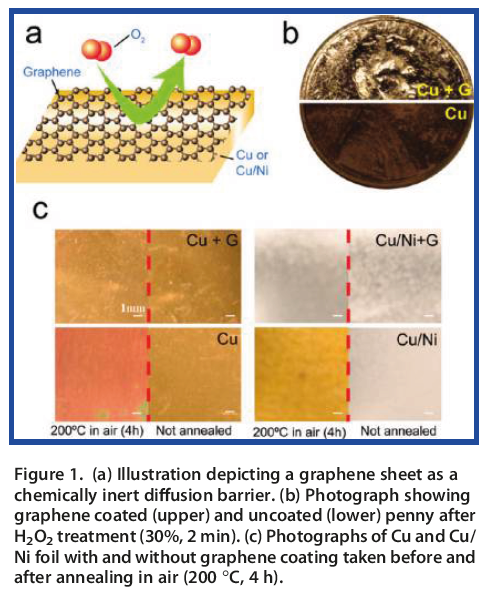 a
O₂
Graphene
Cu or
Cu/Ni
b
Cu + G
Cu
c
Cu + G
1mm
Cu/Ni+G
Cu
Cu/Ni
200ºC in air (4h) Not annealed
200ºC in air (4h) Not annealed
Figure 1. (a) Illustration depicting a graphene sheet as a
chemically inert diffusion barrier. (b) Photograph showing
graphene coated (upper) and uncoated (lower) penny after
H₂O₂ treatment (30%, 2 min). (c) Photographs of Cu and Cu/
Ni foil with and without graphene coating taken before and
after annealing in air (200 °C, 4 h).